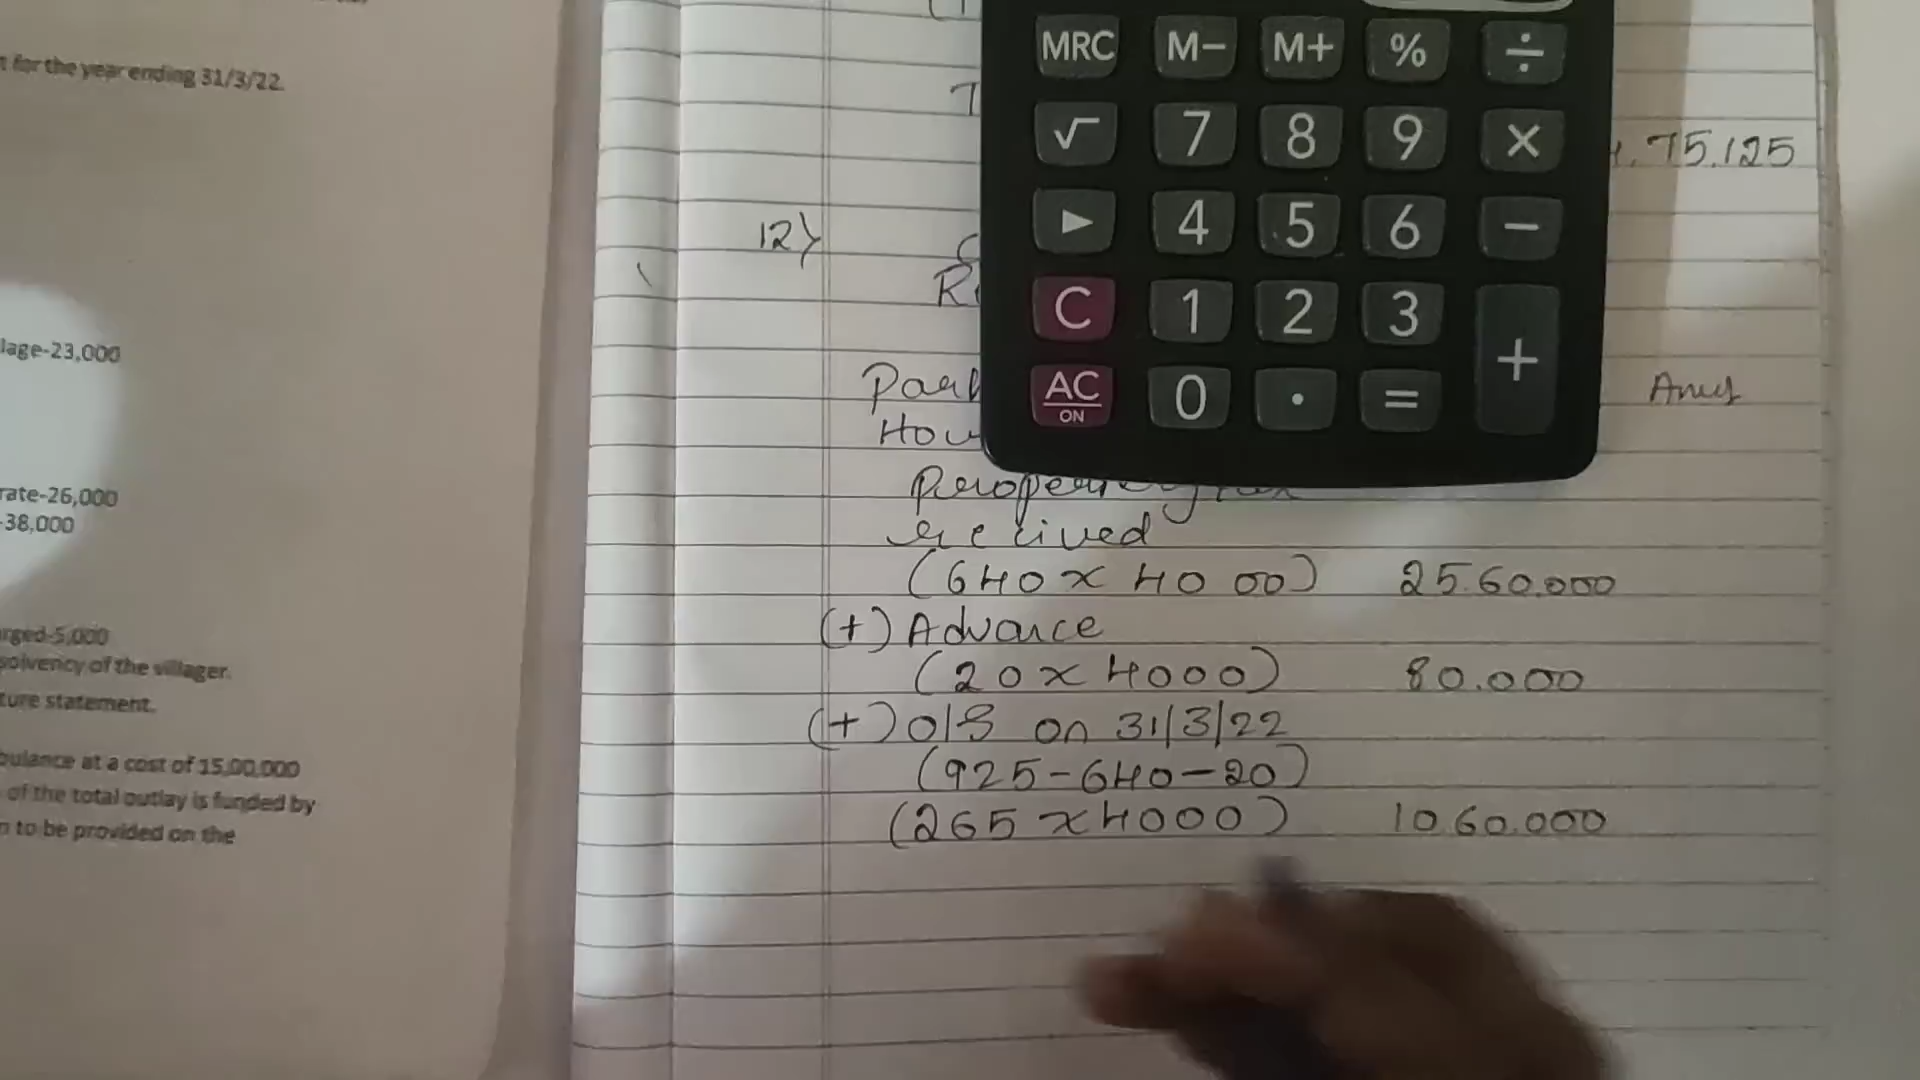 for the year ending 31/3/22.
lage-23,000
rate-26,000
-38,000
arged-5,000
solvency of the villager.
ture statement.
bulance at a cost of 15,00,000
of the total outlay is funded by
n to be provided on the
MRC M− M+ % ÷
√ 7 8 9 ×
▶ 4 5 6 −
C 1 2 3 +
AC 0 . =
ON
75.125
12)
Amt
Property tax
received
(640 x 4000) 25.60.000
(+) Advance
(20 x 4000) 80.000
(+) O/S on 31/3/22
(925-640-20)
(265 x 4000) 10.60.000